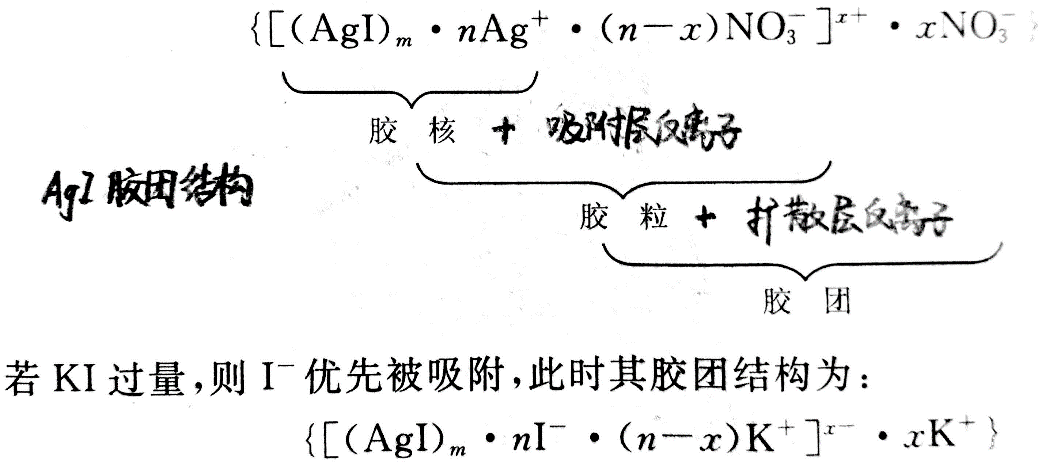 {[(AgI)ₘ·nAg⁺·(n−x)NO₃⁻]ˣ⁺·xNO₃⁻}
胶 核 + 吸附层反离子
AgI 胶团结构
胶 粒 + 扩散层反离子
胶 团
若 KI 过量,则 I⁻ 优先被吸附,此时其胶团结构为:
{[(AgI)ₘ·nI⁻·(n−x)K⁺]ˣ⁻·xK⁺}